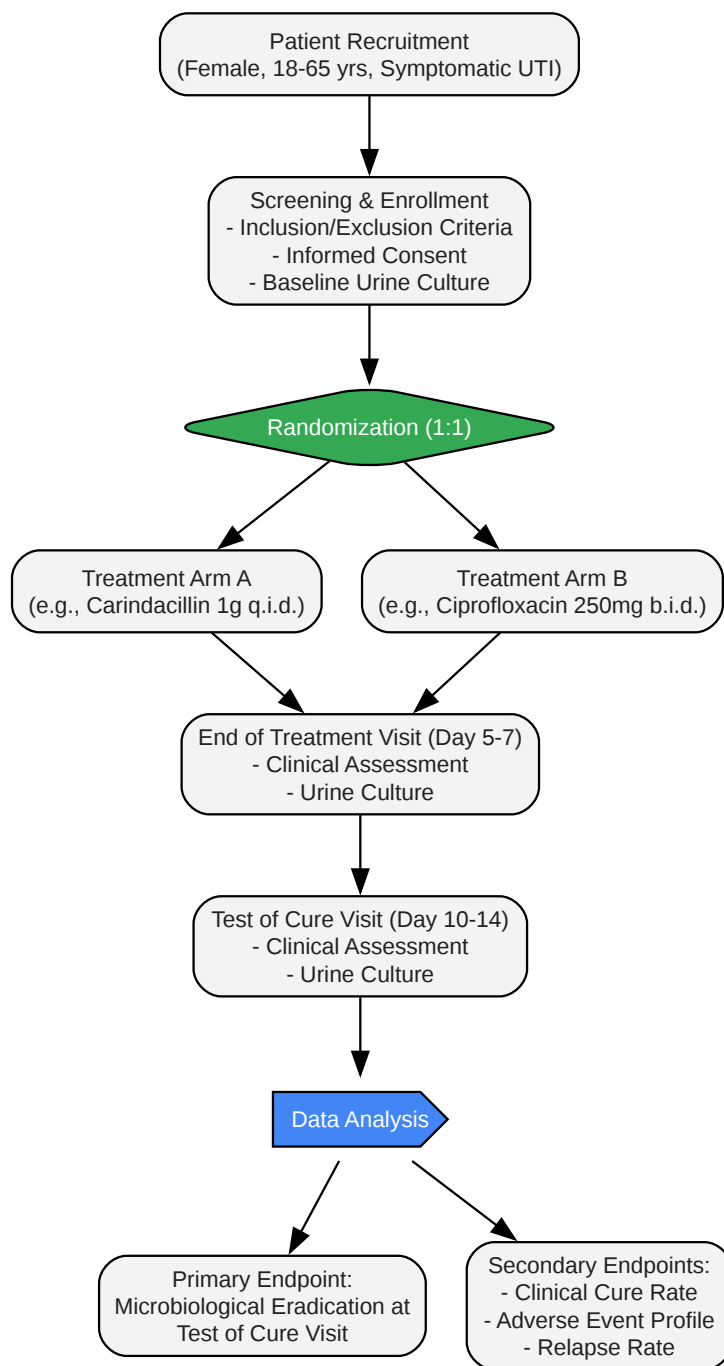 Patient Recruitment
(Female, 18-65 yrs, Symptomatic UTI)
Screening & Enrollment
- Inclusion/Exclusion Criteria
- Informed Consent
- Baseline Urine Culture
Randomization (1:1)
Treatment Arm A
(e.g., Carindacillin 1g q.i.d.)
Treatment Arm B
(e.g., Ciprofloxacin 250mg b.i.d.)
End of Treatment Visit (Day 5-7)
- Clinical Assessment
- Urine Culture
Test of Cure Visit (Day 10-14)
- Clinical Assessment
- Urine Culture
Data Analysis
Primary Endpoint:
Microbiological Eradication at
Test of Cure Visit
Secondary Endpoints:
- Clinical Cure Rate
- Adverse Event Profile
- Relapse Rate